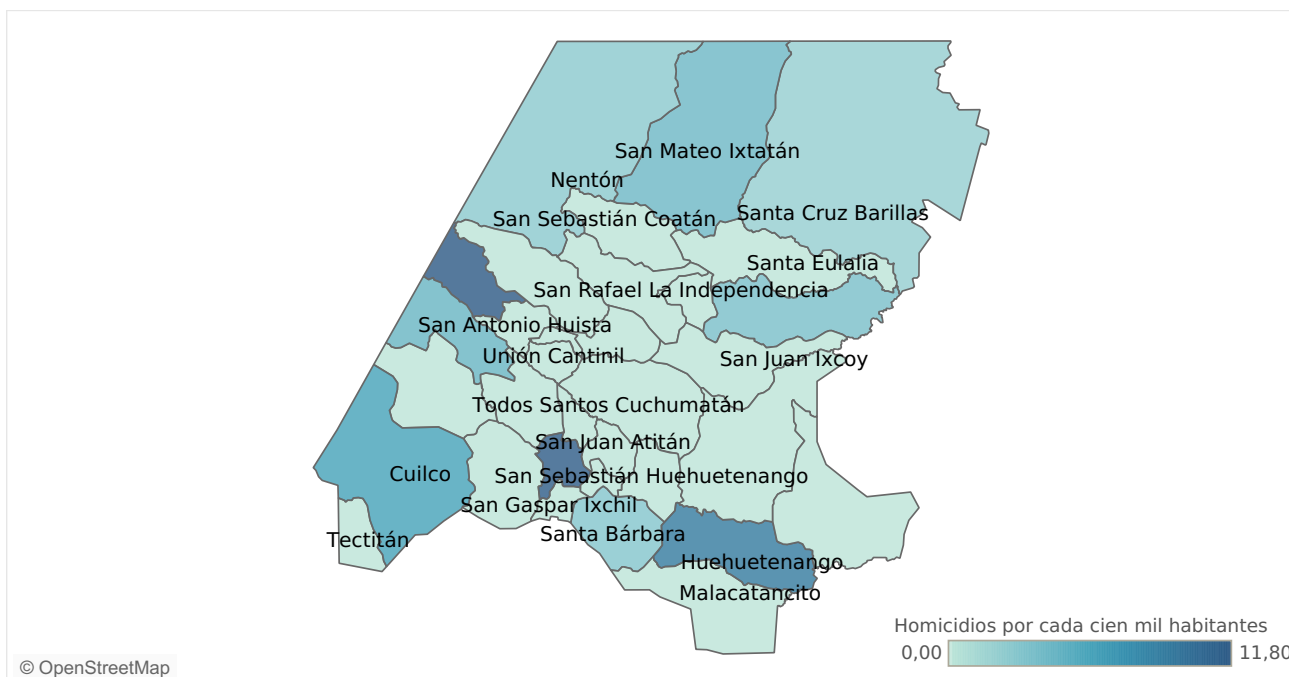 San Mateo Ixtatán
Nentón
San Sebastián Coatán
Santa Cruz Barillas
Santa Eulalia
San Rafael La Independencia
San Antonio Huista
Unión Cantinil
San Juan Ixcoy
Todos Santos Cuchumatán
San Juan Atitán
Cuilco
San Sebastián Huehuetenango
San Gaspar Ixchil
Santa Bárbara
Tectitán
Huehuetenango
Malacatancito
Homicidios por cada cien mil habitantes
0,00
11,80
© OpenStreetMap